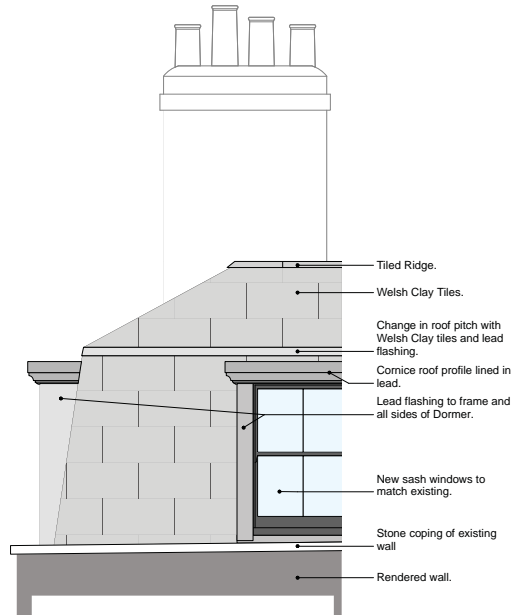 Tiled Ridge.
Welsh Clay Tiles.
Change in roof pitch with
Welsh Clay tiles and lead
flashing.
Cornice roof profile lined in
lead.
Lead flashing to frame and
all sides of Dormer.
New sash windows to
match existing.
Stone coping of existing
wall
Rendered wall.